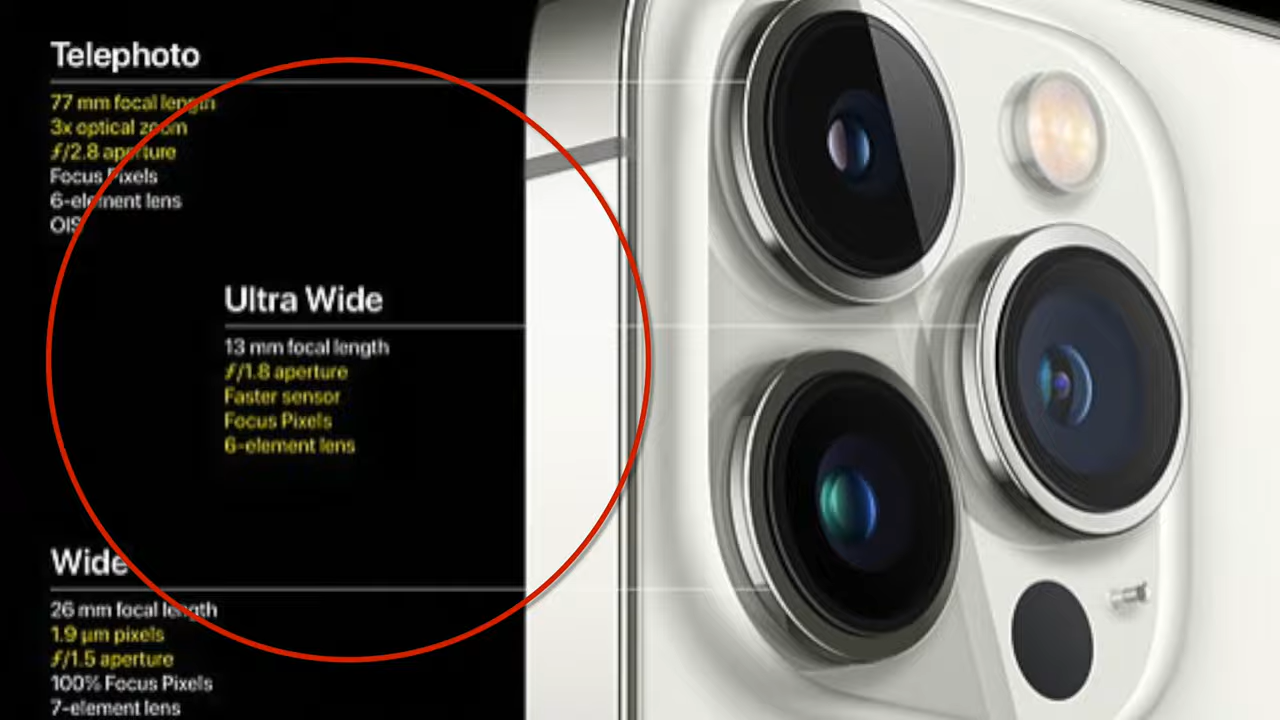 Telephoto
77 mm focal length
3x optical zoom
ƒ/2.8 aperture
Focus Pixels
6-element lens
OIS
Ultra Wide
13 mm focal length
ƒ/1.8 aperture
Faster sensor
Focus Pixels
6-element lens
Wide
26 mm focal length
1.9 µm pixels
ƒ/1.5 aperture
100% Focus Pixels
7-element lens